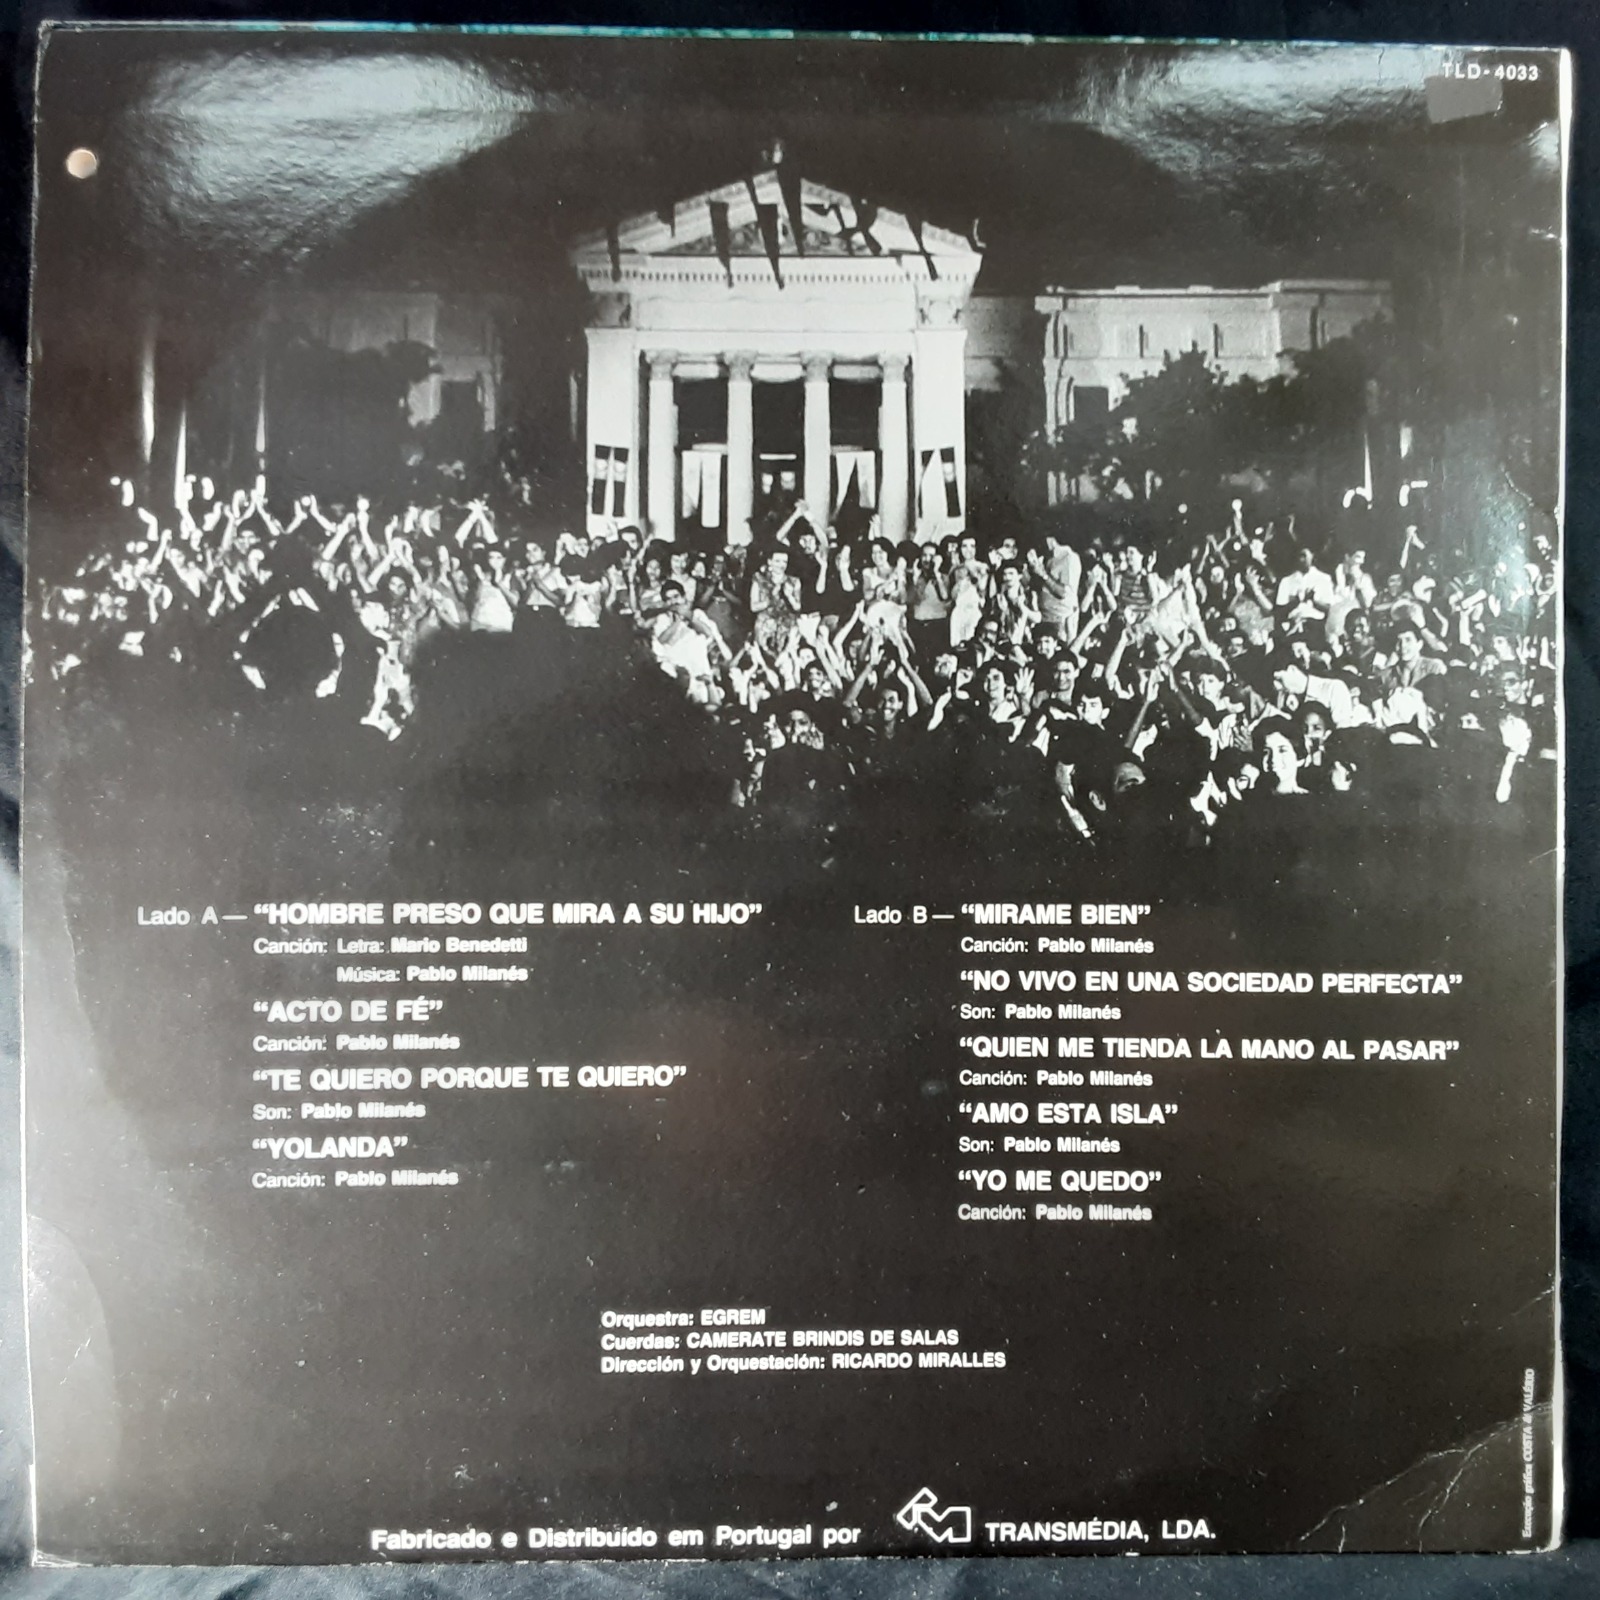 TLD-4033
Lado A — “HOMBRE PRESO QUE MIRA A SU HIJO”
Canción: Letra: Mario Benedetti
Música: Pablo Milanés
“ACTO DE FÉ”
Canción: Pablo Milanés
“TE QUIERO PORQUE TE QUIERO”
Son: Pablo Milanés
“YOLANDA”
Canción: Pablo Milanés
Lado B — “MIRAME BIEN”
Canción: Pablo Milanés
“NO VIVO EN UNA SOCIEDAD PERFECTA”
Son: Pablo Milanés
“QUIEN ME TIENDA LA MANO AL PASAR”
Canción: Pablo Milanés
“AMO ESTA ISLA”
Son: Pablo Milanés
“YO ME QUEDO”
Canción: Pablo Milanés
Orquestra: EGREM
Cuerdas: CAMERATE BRINDIS DE SALAS
Dirección y Orquestación: RICARDO MIRALLES
Fabricado e Distribuído em Portugal por TRANSMÉDIA, LDA.
Execução gráfica COSTA & VALÉRIO